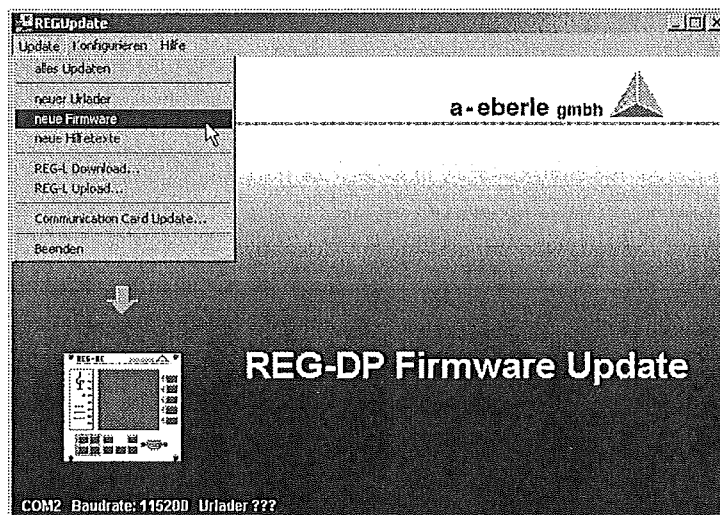 REGUpdate
Update Konfigurieren Hilfe
alles Updaten
neuer Urlader
neue Firmware
neue Hilfetexte
REG-L Download...
REG-L Upload...
Communication Card Update...
Beenden
a-eberle gmbh
REG-DP Firmware Update
COM2 Baudrate: 115200 Urlader ???